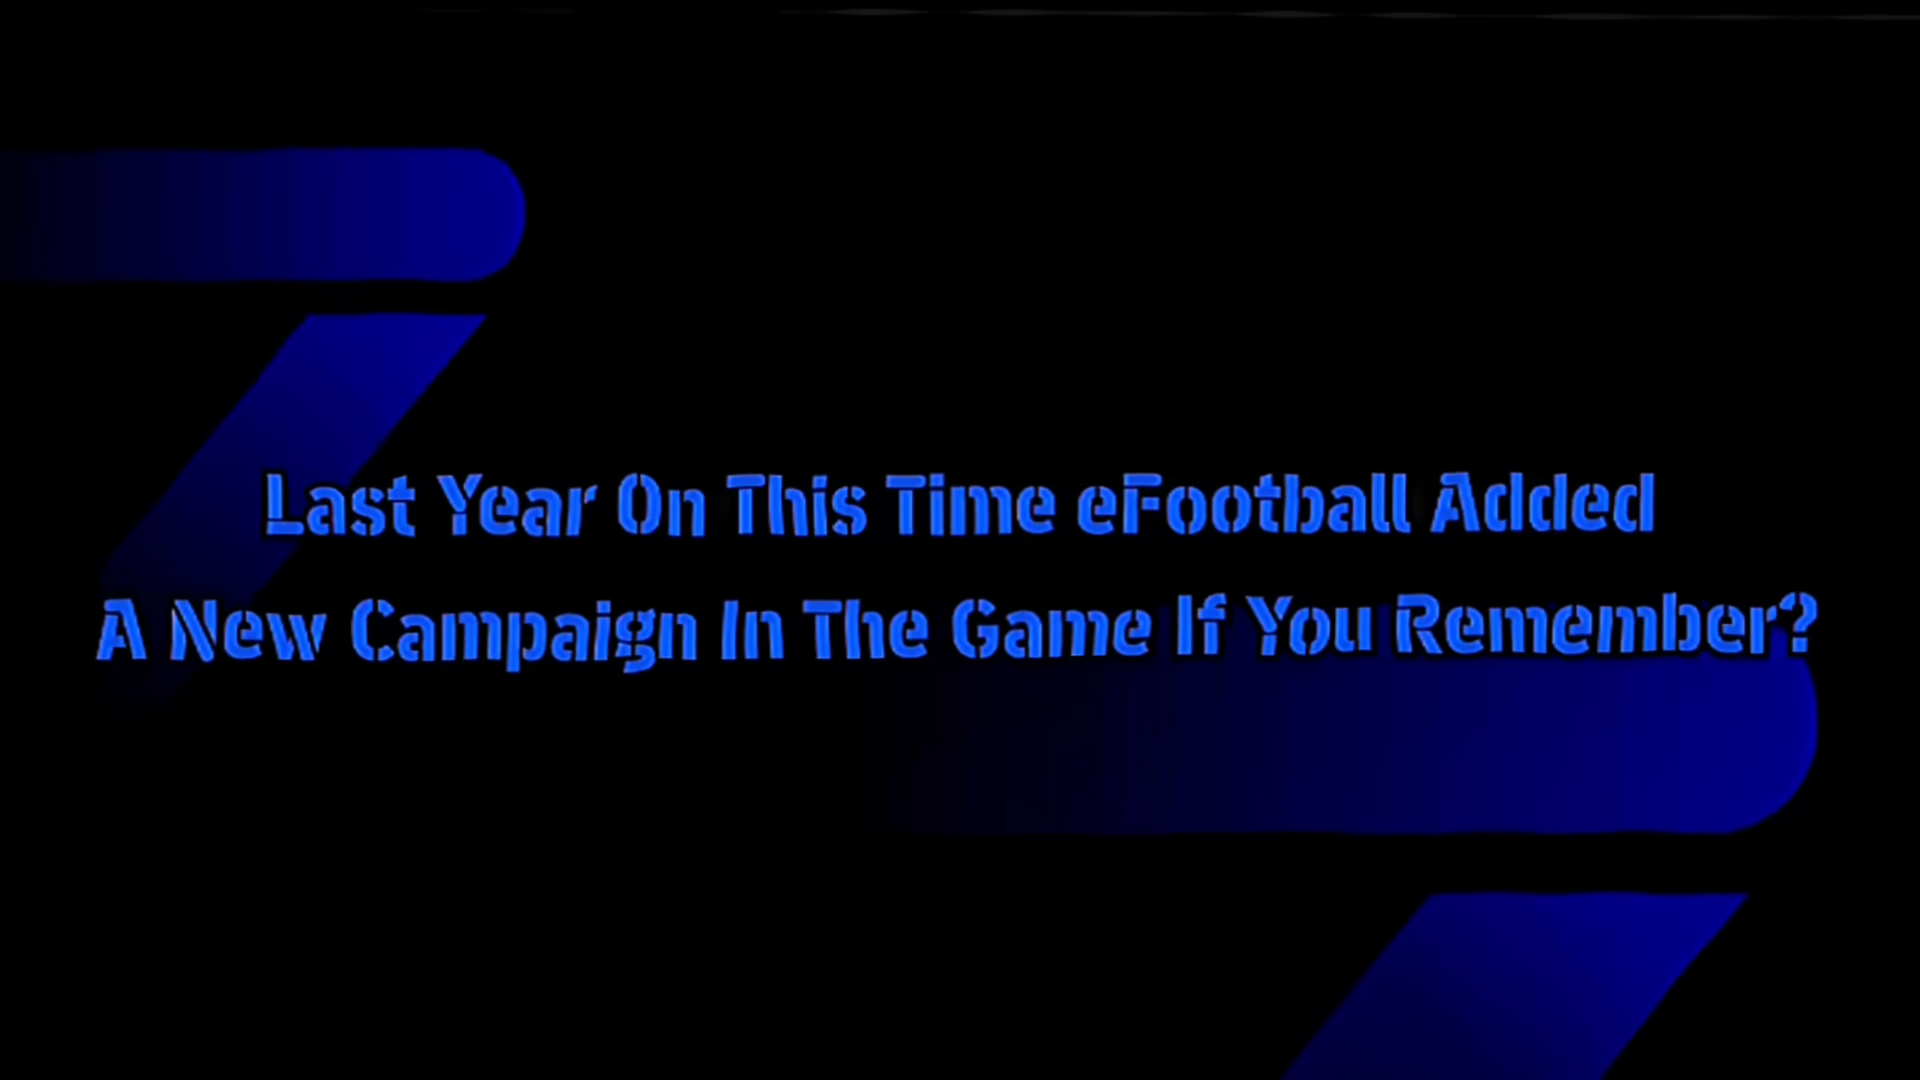 Last Year On This Time eFootball Added
A New Campaign In The Game If You Remember?